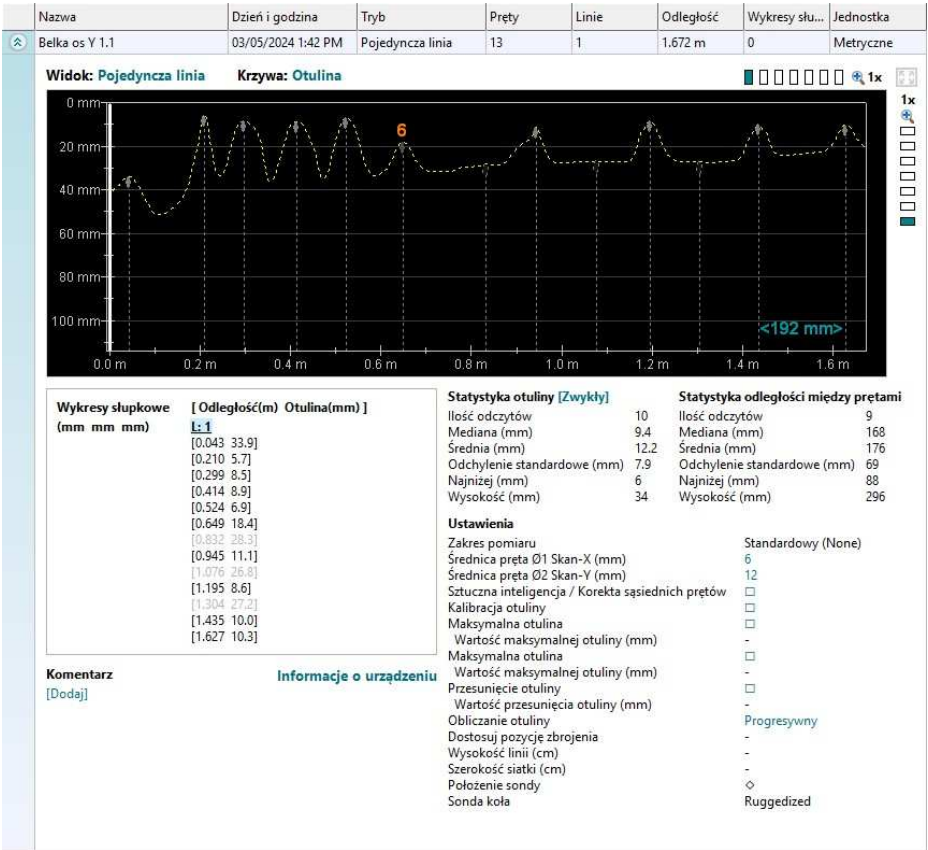 Nazwa Dzień i godzina Tryb Pręty Linie Odległość Wykresy słu... Jednostka
Belka os Y 1.1 03/05/2024 1:42 PM Pojedyncza linia 13 1 1.672 m 0 Metryczne
Widok: Pojedyncza linia Krzywa: Otulina 1x
1x
0 mm
20 mm
40 mm
60 mm
80 mm
100 mm
6
<192 mm>
0.0 m 0.2 m 0.4 m 0.6 m 0.8 m 1.0 m 1.2 m 1.4 m 1.6 m
Wykresy słupkowe
(mm mm mm)
[ Odległość(m) Otulina(mm) ]
L: 1
[0.043 33.9]
[0.210 5.7]
[0.299 8.5]
[0.414 8.9]
[0.524 6.9]
[0.649 18.4]
[0.832 28.3]
[0.945 11.1]
[1.076 26.8]
[1.195 8.6]
[1.304 27.2]
[1.435 10.0]
[1.627 10.3]
Komentarz
[Dodaj]
Informacje o urządzeniu
Statystyka otuliny [Zwykły]
Ilość odczytów 10
Mediana (mm) 9.4
Średnia (mm) 12.2
Odchylenie standardowe (mm) 7.9
Najniżej (mm) 6
Wysokość (mm) 34
Statystyka odległości między prętami
Ilość odczytów 9
Mediana (mm) 168
Średnia (mm) 176
Odchylenie standardowe (mm) 69
Najniżej (mm) 88
Wysokość (mm) 296
Ustawienia
Zakres pomiaru Standardowy (None)
Średnica pręta Ø1 Skan-X (mm) 6
Średnica pręta Ø2 Skan-Y (mm) 12
Sztuczna inteligencja / Korekta sąsiednich prętów
Kalibracja otuliny
Maksymalna otulina
Wartość maksymalnej otuliny (mm) -
Maksymalna otulina
Wartość maksymalnej otuliny (mm) -
Przesunięcie otuliny
Wartość przesunięcia otuliny (mm) -
Obliczanie otuliny Progresywny
Dostosuj pozycję zbrojenia -
Wysokość linii (cm) -
Szerokość siatki (cm) -
Położenie sondy
Sonda koła Ruggedized